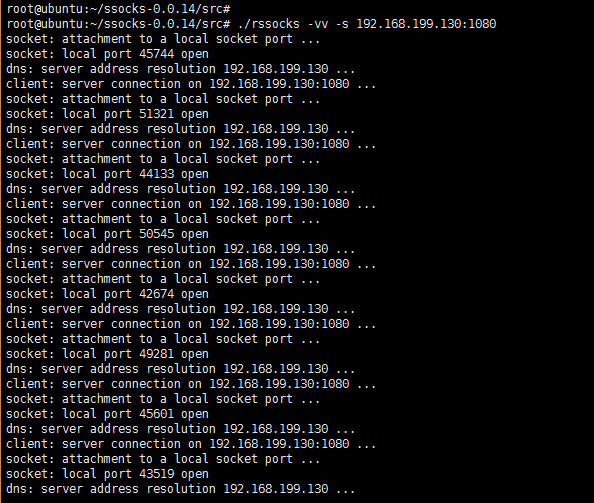 root@ubuntu:~/ssocks-0.0.14/src#
root@ubuntu:~/ssocks-0.0.14/src# ./rssocks -vv -s 192.168.199.130:1080
socket: attachment to a local socket port ...
socket: local port 45744 open
dns: server address resolution 192.168.199.130 ...
client: server connection on 192.168.199.130:1080 ...
socket: attachment to a local socket port ...
socket: local port 51321 open
dns: server address resolution 192.168.199.130 ...
client: server connection on 192.168.199.130:1080 ...
socket: attachment to a local socket port ...
socket: local port 44133 open
dns: server address resolution 192.168.199.130 ...
client: server connection on 192.168.199.130:1080 ...
socket: attachment to a local socket port ...
socket: local port 50545 open
dns: server address resolution 192.168.199.130 ...
client: server connection on 192.168.199.130:1080 ...
socket: attachment to a local socket port ...
socket: local port 42674 open
dns: server address resolution 192.168.199.130 ...
client: server connection on 192.168.199.130:1080 ...
socket: attachment to a local socket port ...
socket: local port 49281 open
dns: server address resolution 192.168.199.130 ...
client: server connection on 192.168.199.130:1080 ...
socket: attachment to a local socket port ...
socket: local port 45601 open
dns: server address resolution 192.168.199.130 ...
client: server connection on 192.168.199.130:1080 ...
socket: attachment to a local socket port ...
socket: local port 43519 open
dns: server address resolution 192.168.199.130 ...